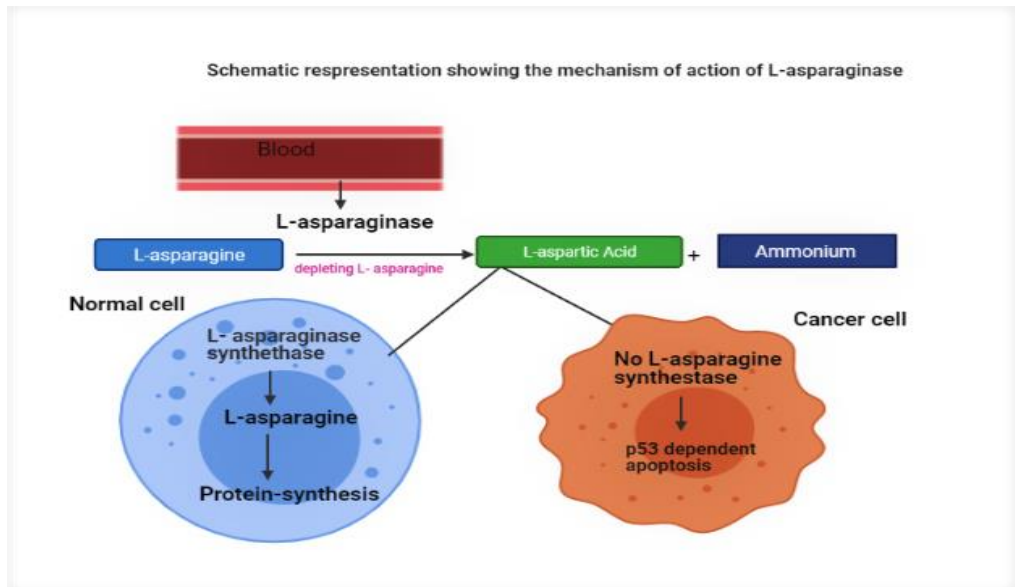 Schematic respresentation showing the mechanism of action of L-asparaginase
Blood
L-asparaginase
L-asparagine
depleting L- asparagine
L-aspartic Acid
+
Ammonium
Normal cell
L- asparaginase
synthethase
L-asparagine
Protein-synthesis
Cancer cell
No L-asparagine
synthestase
p53 dependent
apoptosis